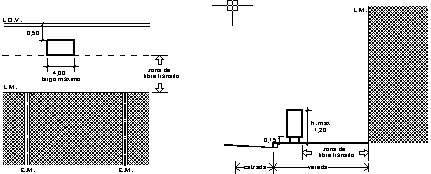 L.O.V.
0,50
4,00
largo máximo
zona de
libre tránsito
L.M.
E.M.
E.M.
L.M.
h. max
1,20
0,15
zona de
libre tránsito
calzada
vereda